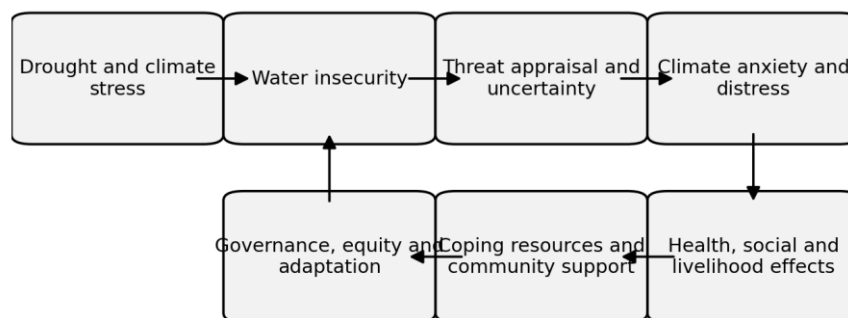 Drought and climate
stress
Water insecurity
Threat appraisal and
uncertainty
Climate anxiety and
distress
Governance, equity and
adaptation
Coping resources and
community support
Health, social and
livelihood effects